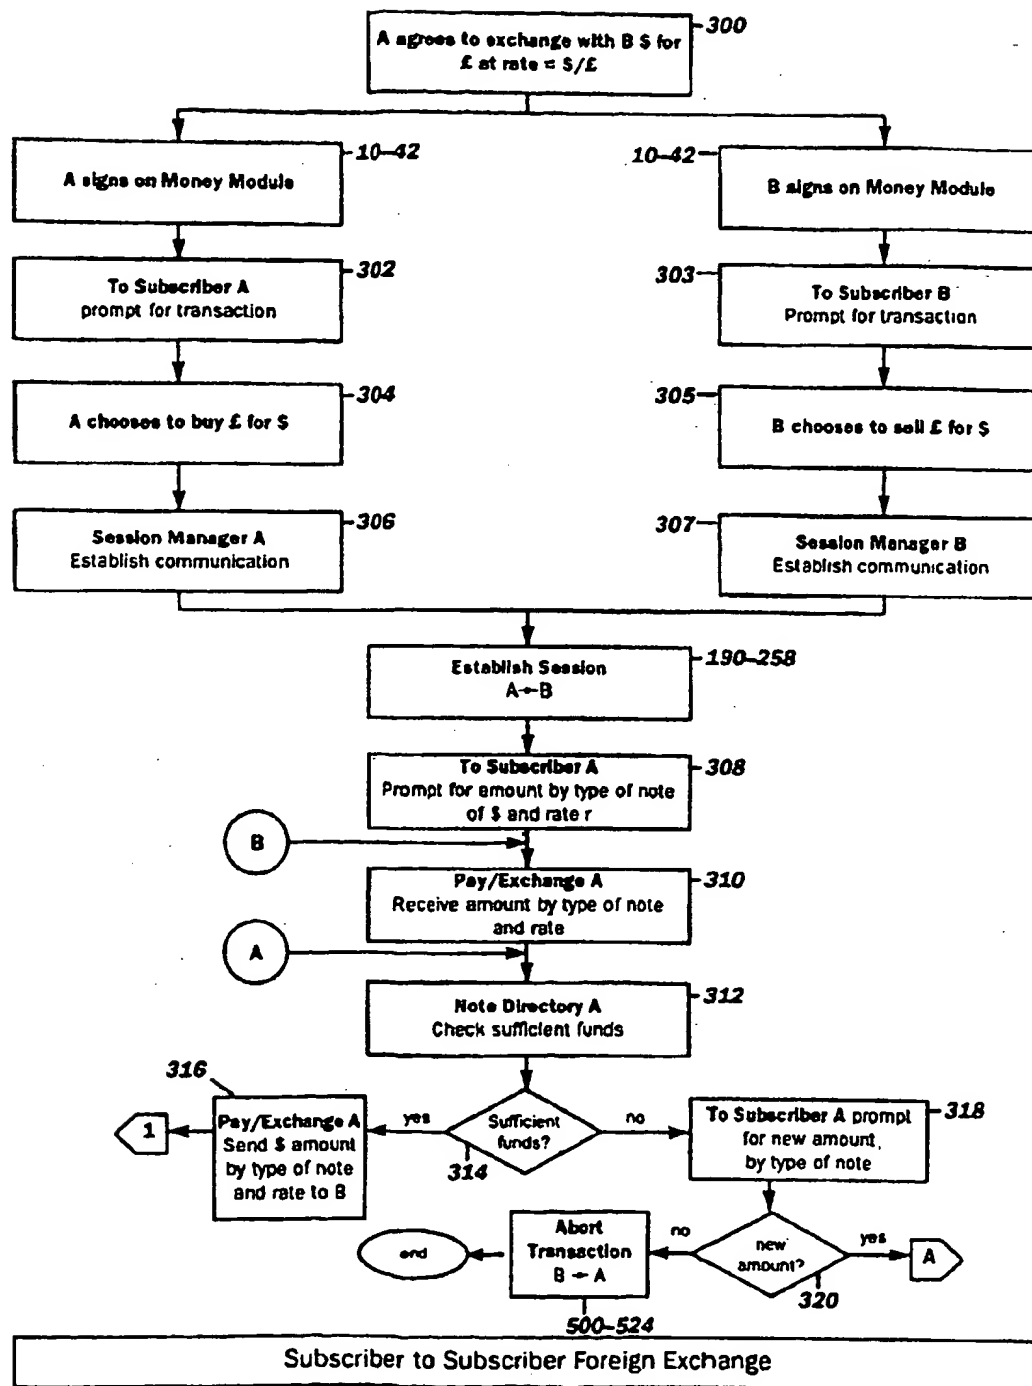 300
A agrees to exchange with B $ for
£ at rate = $/£
10-42
A signs on Money Module
10-42
B signs on Money Module
302
To Subscriber A
prompt for transaction
303
To Subscriber B
Prompt for transaction
304
A chooses to buy £ for $
305
B chooses to sell £ for $
306
Session Manager A
Establish communication
307
Session Manager B
Establish communication
190-258
Establish Session
A↔B
308
To Subscriber A
Prompt for amount by type of note
of $ and rate r
B
310
Pay/Exchange A
Receive amount by type of note
and rate
A
312
Note Directory A
Check sufficient funds
316
1
Pay/Exchange A
Send $ amount
by type of note
and rate to B
yes
Sufficient
funds?
314
no
318
To Subscriber A prompt
for new amount,
by type of note
end
Abort
Transaction
B ↔ A
500-524
no
new
amount?
320
yes
A
Subscriber to Subscriber Foreign Exchange